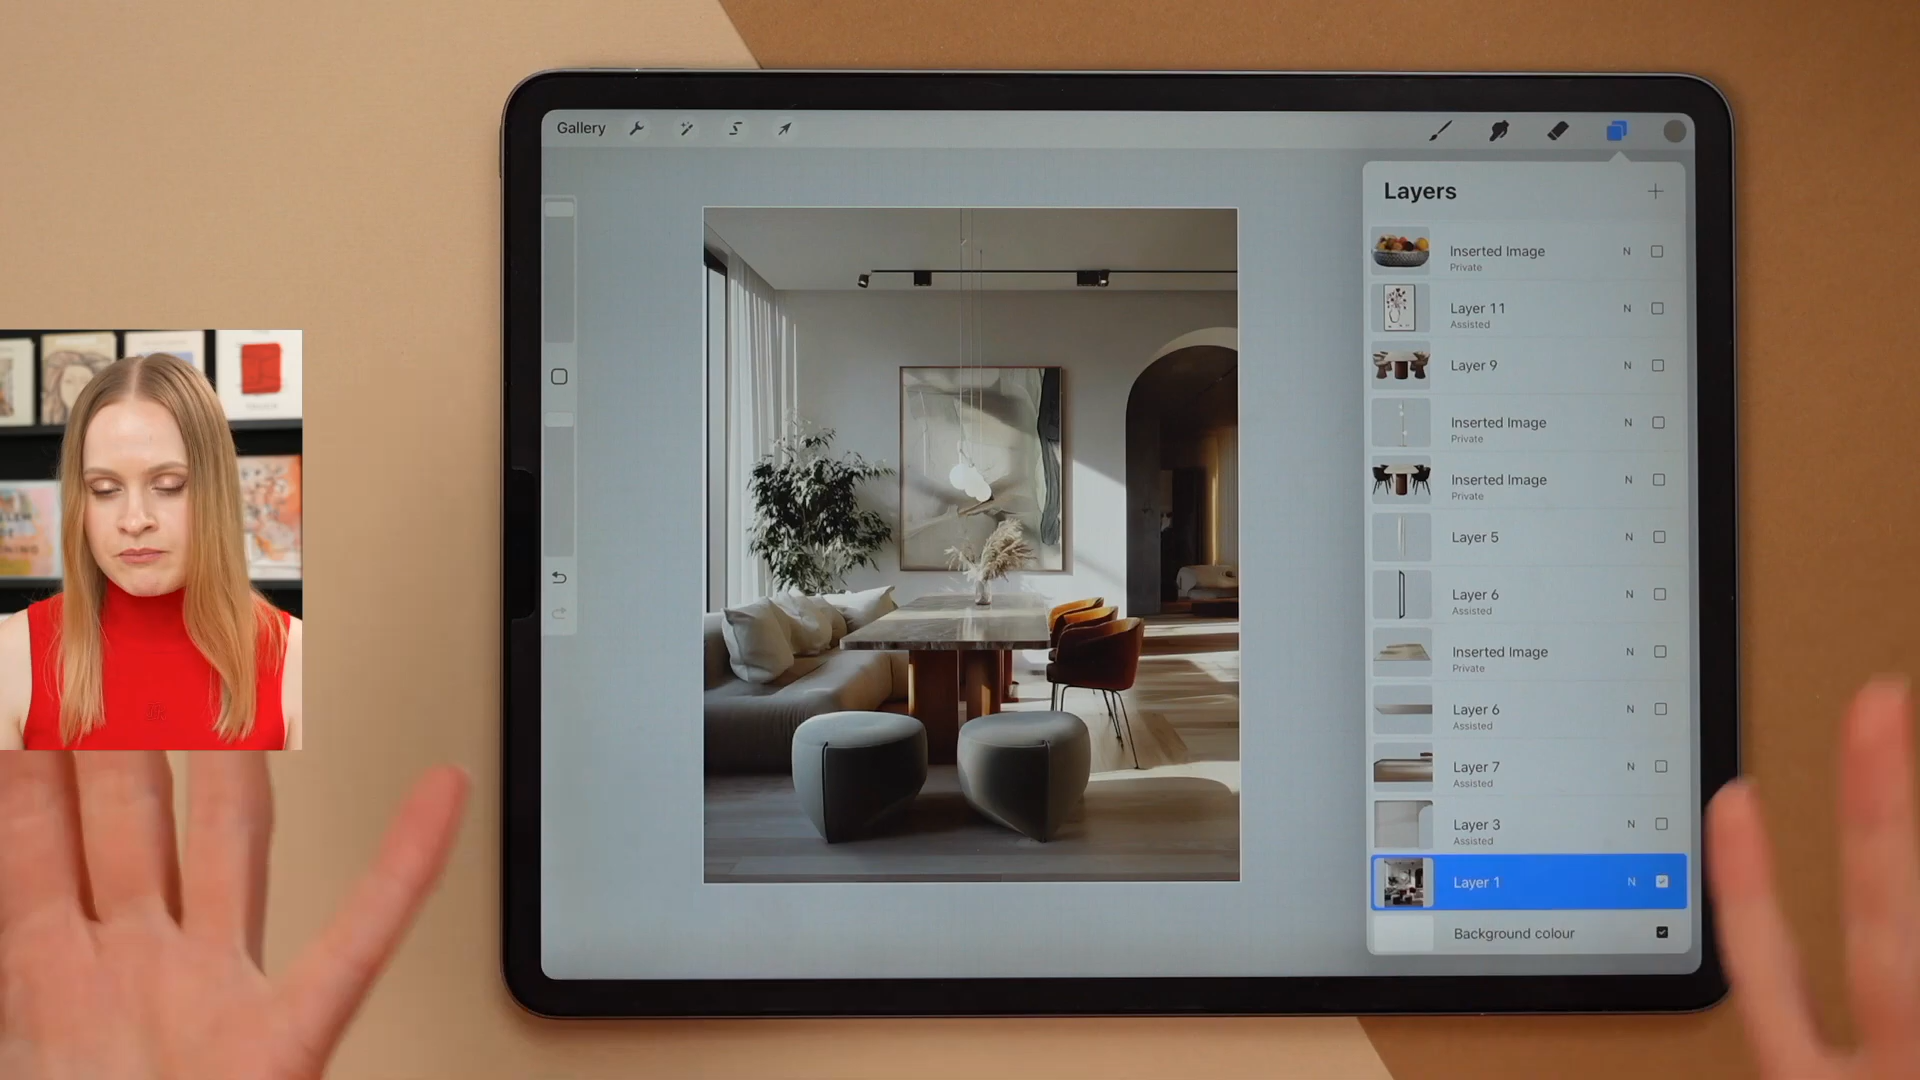 Gallery
Layers
Inserted Image N
Private
Layer 11 N
Assisted
Layer 9 N
Inserted Image N
Private
Inserted Image N
Private
Layer 5 N
Layer 6 N
Assisted
Inserted Image N
Private
Layer 6 N
Assisted
Layer 7 N
Assisted
Layer 3 N
Assisted
Layer 1 N
Background colour